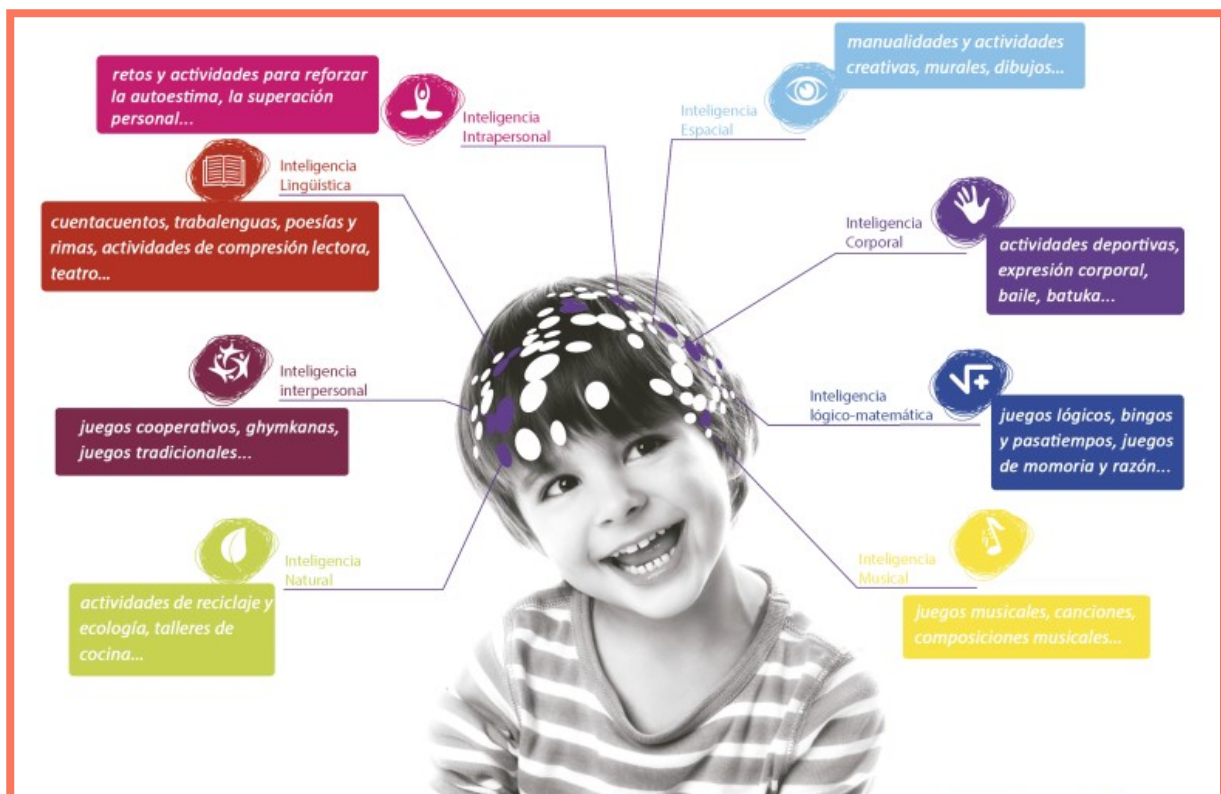 retos y actividades para reforzar
la autoestima, la superación
personal...
Inteligencia
Intrapersonal
manualidades y actividades
creativas, murales, dibujos...
Inteligencia
Espacial
Inteligencia
Lingüística
cuentacuentos, trabalenguas, poesías y
rimas, actividades de compresión lectora,
teatro...
Inteligencia
Corporal
actividades deportivas,
expresión corporal,
baile, batuka...
Inteligencia
interpersonal
juegos cooperativos, ghymkanas,
juegos tradicionales...
Inteligencia
lógico-matemática
juegos lógicos, bingos
y pasatiempos, juegos
de momoria y razón...
Inteligencia
Natural
actividades de reciclaje y
ecología, talleres de
cocina...
Inteligencia
Musical
juegos musicales, canciones,
composiciones musicales...